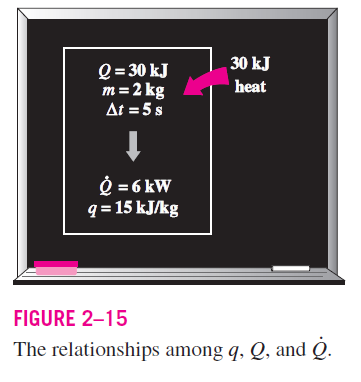 Q = 30 kJ
m = 2 kg
Δt = 5 s
30 kJ
heat
Q̇ = 6 kW
q = 15 kJ/kg
FIGURE 2–15
The relationships among q, Q, and Q̇.